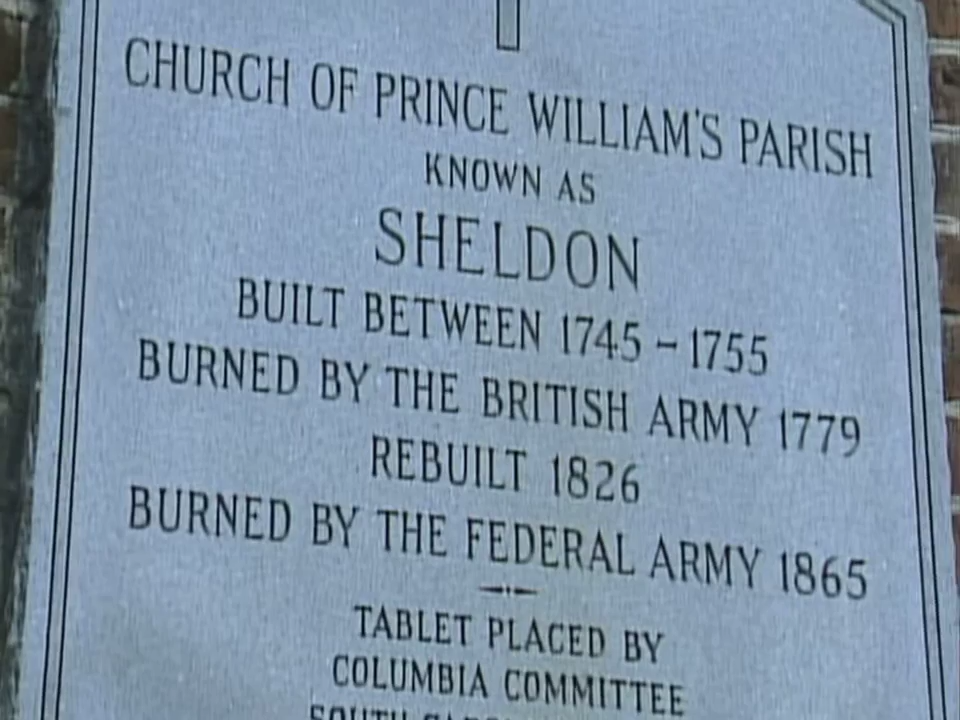 CHURCH OF PRINCE WILLIAM'S PARISH
KNOWN AS
SHELDON
BUILT BETWEEN 1745 – 1755
BURNED BY THE BRITISH ARMY 1779
REBUILT 1826
BURNED BY THE FEDERAL ARMY 1865
TABLET PLACED BY
COLUMBIA COMMITTEE
SOUTH